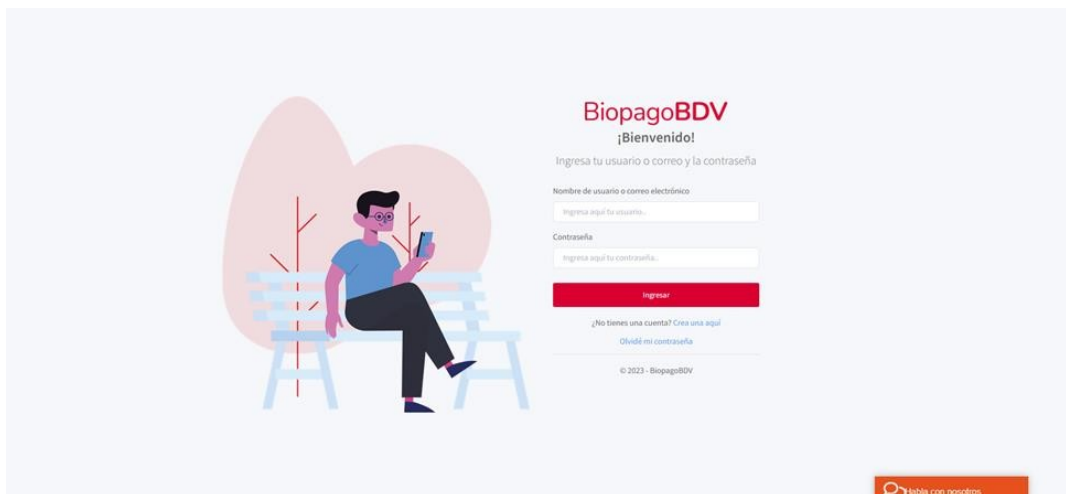 BiopagoBDV
¡Bienvenido!
Ingresa tu usuario o correo y la contraseña
Nombre de usuario o correo electrónico
Ingresa aquí tu usuario..
Contraseña
Ingresa aquí tu contraseña..
Ingresar
¿No tienes una cuenta? Crea una aquí
Olvidé mi contraseña
© 2023 - BiopagoBDV
Habla con nosotros